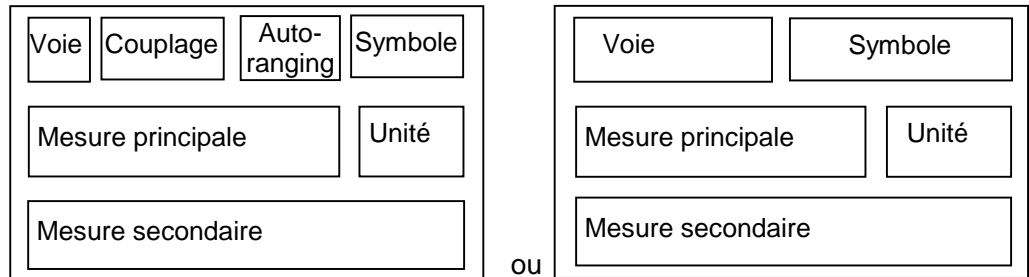 Voie Couplage Auto-
ranging Symbole
Mesure principale Unité
Mesure secondaire
ou
Voie Symbole
Mesure principale Unité
Mesure secondaire